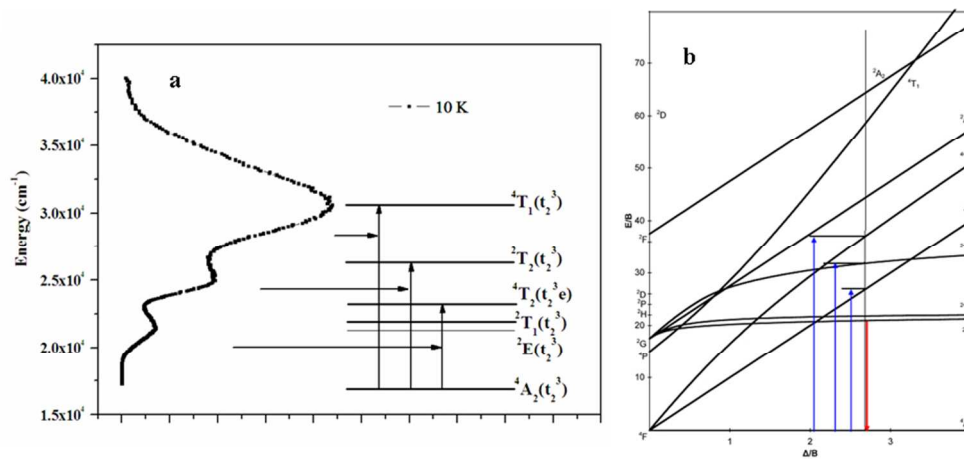 a
10 K
Energy (cm⁻¹)
4.0x10⁴
3.5x10⁴
3.0x10⁴
2.5x10⁴
2.0x10⁴
1.5x10⁴
⁴T₁(t₂³)
²T₂(t₂³)
⁴T₂(t₂³e)
²T₁(t₂³)
²E(t₂³)
⁴A₂(t₂³)
b
E/B
70
60
50
40
30
20
10
²D
²F
²D
²P
²H
²G
⁴P
⁴F
²A₂
⁴T₁
1
2
3
Δ/B